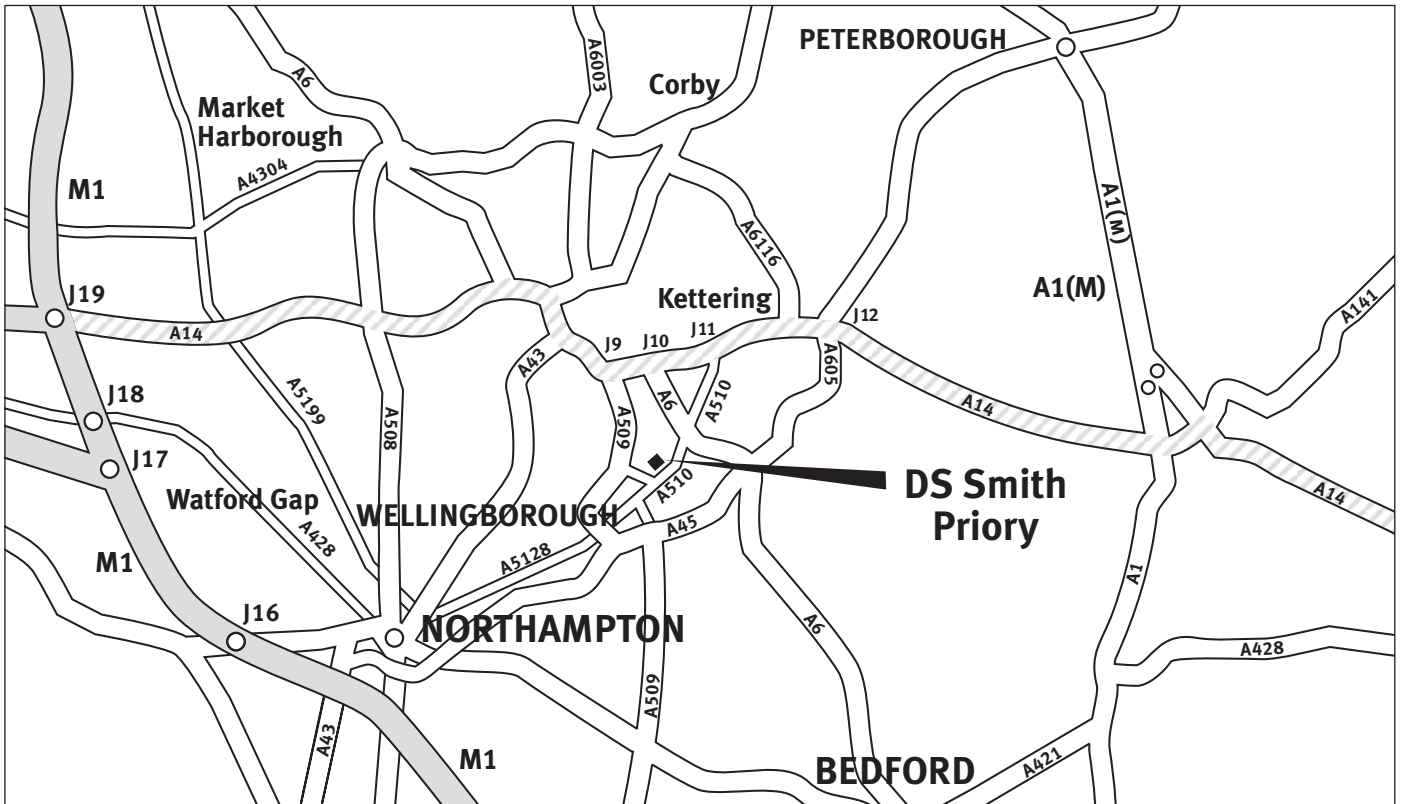 PETERBOROUGH
A6003
A6
Corby
Market
Harborough
A4304
M1
A1(M)
A6116
A1(M)
J19
Kettering
A141
J12
J11
J10
J9
A14
A43
A605
J18
A5199
A508
A509
A6
A510
A14
J17
DS Smith
Priory
Watford Gap
A510
A14
WELLINGBOROUGH
A45
A428
A5128
M1
A1
J16
NORTHAMPTON
A6
A428
A509
A43
M1
BEDFORD
A421